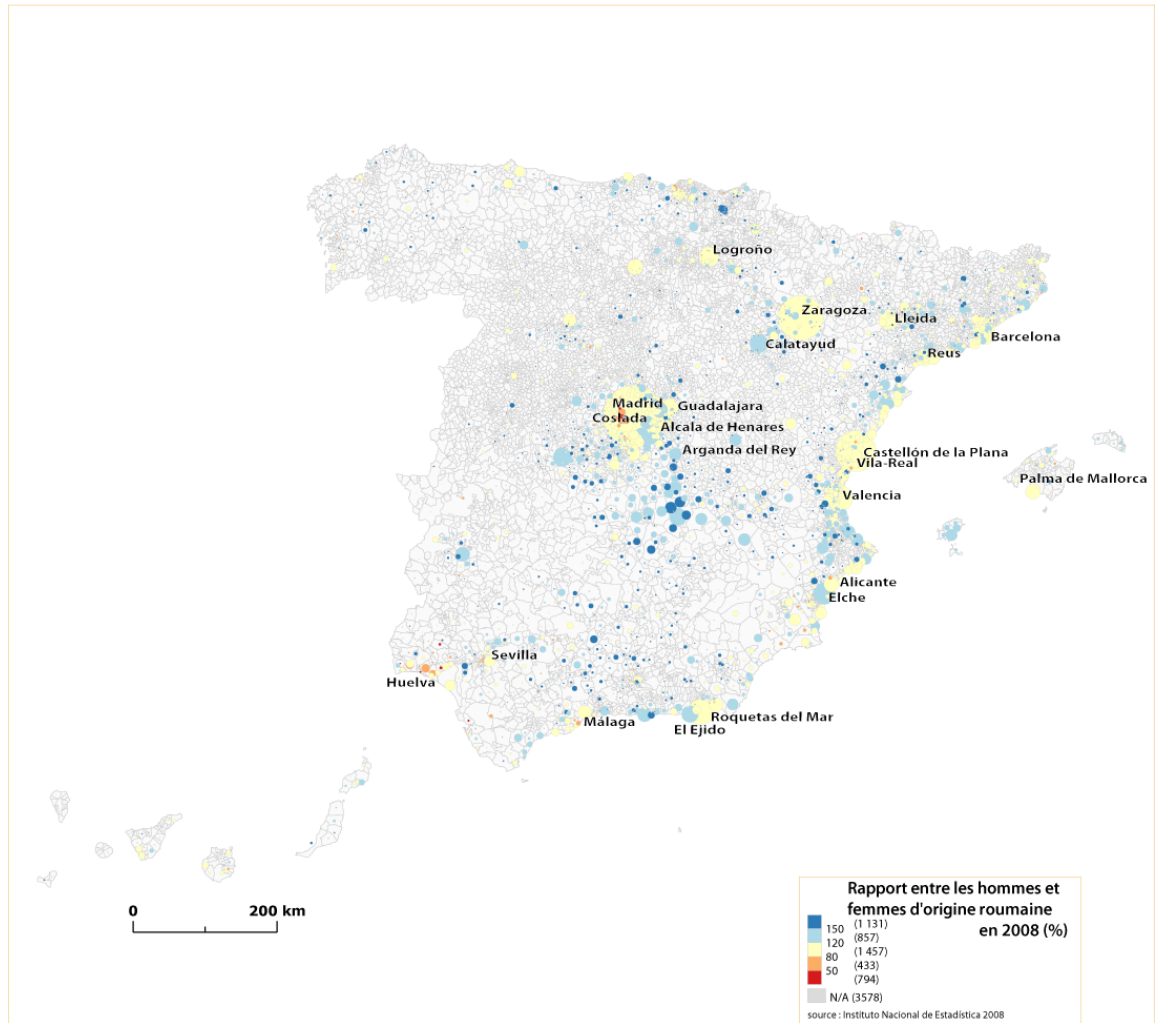 Logroño
Zaragoza
Lleida
Barcelona
Calatayud
Reus
Madrid
Guadalajara
Coslada
Alcala de Henares
Arganda del Rey
Castellón de la Plana
Vila-Real
Palma de Mallorca
Valencia
Alicante
Elche
Sevilla
Huelva
Málaga
Roquetas del Mar
El Ejido
0 200 km
Rapport entre les hommes et
femmes d'origine roumaine
en 2008 (%)
(1 131)
150
(857)
120
(1 457)
80
(433)
50
(794)
N/A (3578)
source : Instituto Nacional de Estadística 2008